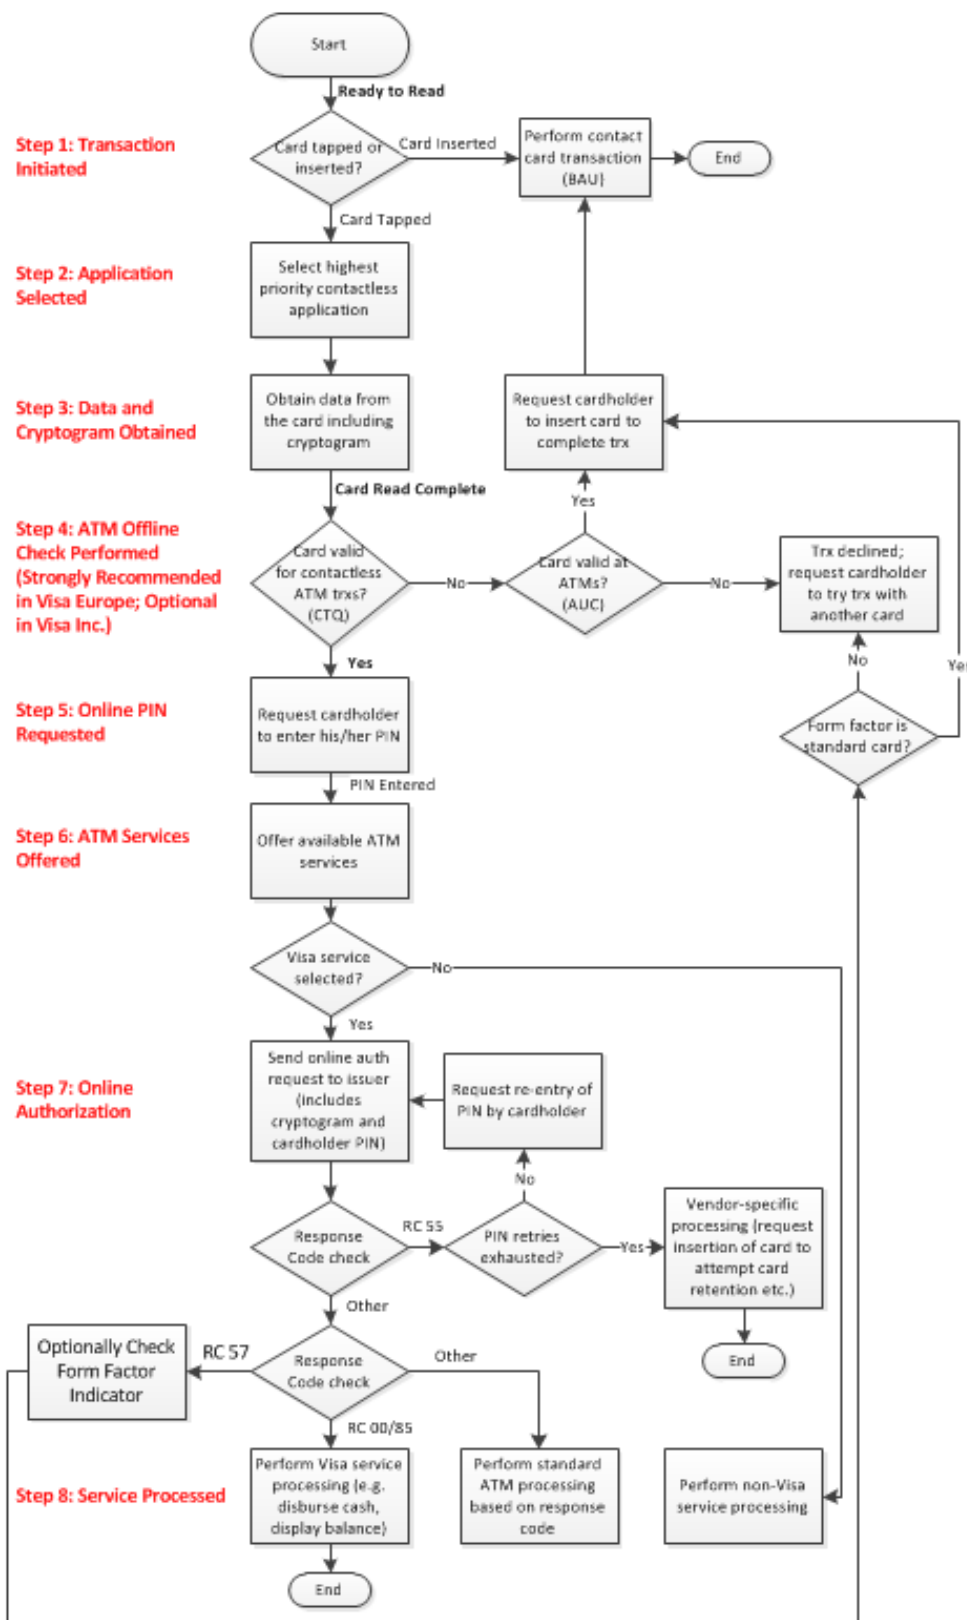 Start
Ready to Read
Step 1: Transaction
Initiated
Card tapped or
inserted?
Card Inserted
Perform contact
card transaction
(BAU)
End
Card Tapped
Step 2: Application
Selected
Select highest
priority contactless
application
Step 3: Data and
Cryptogram Obtained
Obtain data from
the card including
cryptogram
Request cardholder
to insert card to
complete trx
Card Read Complete
Yes
Step 4: ATM Offline
Check Performed
(Strongly Recommended
in Visa Europe; Optional
in Visa Inc.)
Card valid
for contactless
ATM trxs?
(CTQ)
No
Card valid at
ATMs?
(AUC)
No
Trx declined;
request cardholder
to try trx with
another card
Yes
No
Yes
Step 5: Online PIN
Requested
Request cardholder
to enter his/her PIN
Form factor is
standard card?
PIN Entered
Step 6: ATM Services
Offered
Offer available ATM
services
Visa service
selected?
No
Yes
Step 7: Online
Authorization
Send online auth
request to issuer
(includes
cryptogram and
cardholder PIN)
Request re-entry of
PIN by cardholder
No
Response
Code check
RC 55
PIN retries
exhausted?
Yes
Vendor-specific
processing (request
insertion of card to
attempt card
retention etc.)
Other
End
Optionally Check
Form Factor
Indicator
RC 57
Response
Code check
Other
RC 00/85
Step 8: Service Processed
Perform Visa service
processing (e.g.
disburse cash,
display balance)
Perform standard
ATM processing
based on response
code
Perform non-Visa
service processing
End